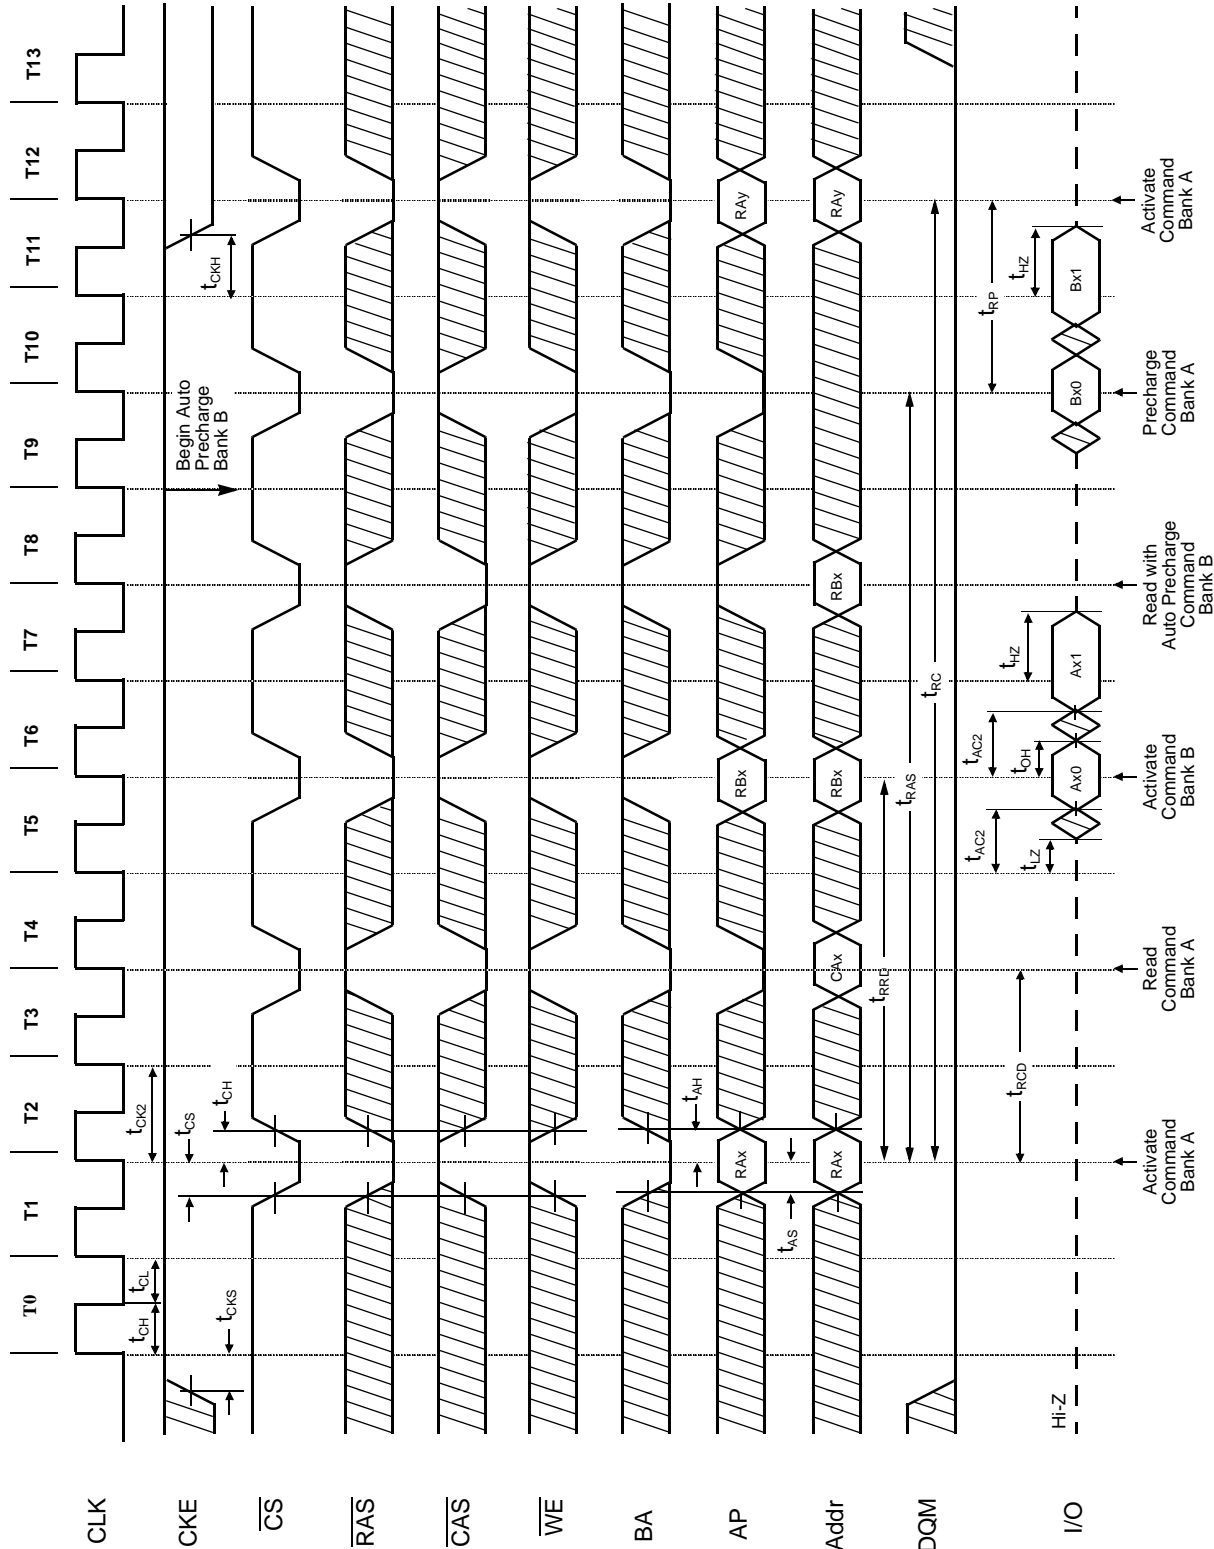 T0 T1 T2 T3 T4 T5 T6 T7 T8 T9 T10 T11 T12 T13
CLK
tCH tCL tCK2
CKE
tCKS tCS tCH
Begin Auto
Precharge
Bank B
tCKH
CS
RAS
CAS
WE
BA
tAH
AP
RAx RBx RAy
tAS
Addr
RAx CAx RBx RBx RAy
tRRD
tRAS
tRC
DQM
tRCD
tRP
tAC2 tAC2
tLZ tOH tHZ tHZ
I/O
Hi-Z
Ax0 Ax1 Bx0 Bx1
Activate
Command
Bank A
Read
Command
Bank A
Activate
Command
Bank B
Read with
Auto Precharge
Command
Bank B
Precharge
Command
Bank A
Activate
Command
Bank A